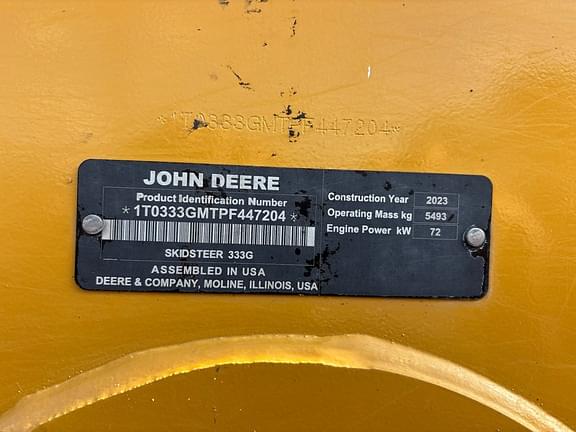 *1T0333GMTPF447204*
JOHN DEERE
Product Identification Number
*1T0333GMTPF447204*
SKIDSTEER 333G
ASSEMBLED IN USA
DEERE & COMPANY, MOLINE, ILLINOIS, USA
Construction Year 2023
Operating Mass kg 5493
Engine Power kW 72